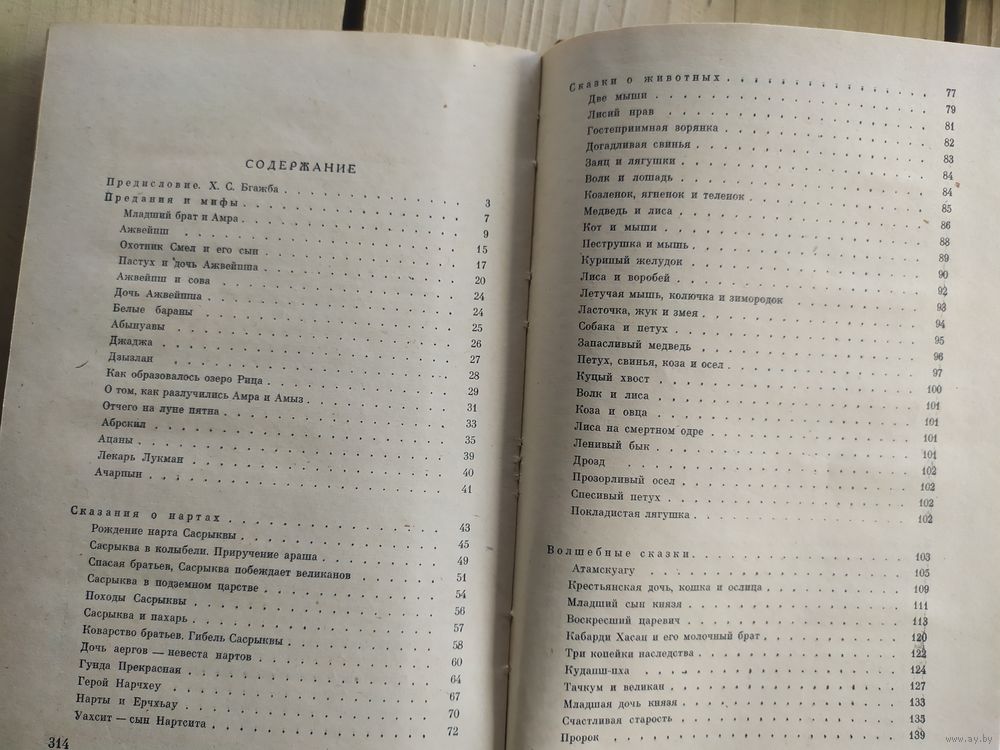 СОДЕРЖАНИЕ
Предисловие. Х. С. Бгажба 3
Предания и мифы 7
Младший брат и Амра 9
Ажвейпш 15
Охотник Смел и его сын 17
Пастух и дочь Ажвейпша 20
Ажвейпш и сова 24
Дочь Ажвейпша 24
Белые бараны 25
Абнауавы 26
Джаджа 27
Дзызлан 28
Как образовалось озеро Рица 29
О том, как разлучились Амра и Амыз 31
Отчего на луне пятна 33
Абрскил 35
Ацаны 39
Лекарь Лукман 40
Ачарпын 41
Сказания о нартах 43
Рождение нарта Сасрыквы 45
Сасрыква в колыбели. Приручение араша 49
Спасая братьев, Сасрыква побеждает великанов 51
Сасрыква в подземном царстве 54
Походы Сасрыквы 56
Сасрыква и пахарь 57
Коварство братьев. Гибель Сасрыквы 58
Дочь аергов — невеста нартов 60
Гунда Прекрасная 64
Герой Нарчхеу 67
Нарты и Ерчхьау 70
Уахсит — сын Нартсита 72
314
Сказки о животных 77
Две мыши 79
Лисий нрав 81
Гостеприимная ворянка 82
Догадливая свинья 83
Заяц и лягушки 84
Волк и лошадь 84
Козленок, ягненок и теленок 85
Медведь и лиса 86
Кот и мыши 88
Пеструшка и мышь 89
Куриный желудок 90
Лиса и воробей 92
Летучая мышь, колючка и зимородок 93
Ласточка, жук и змея 94
Собака и петух 95
Запасливый медведь 96
Петух, свинья, коза и осел 97
Куцый хвост 100
Волк и лиса 101
Коза и овца 101
Лиса на смертном одре 101
Ленивый бык 101
Дрозд 102
Прозорливый осел 102
Спесивый петух 102
Покладистая лягушка 102
Волшебные сказки 103
Атамскуагу 105
Крестьянская дочь, кошка и ослица 109
Младший сын князя 111
Воскресший царевич 113
Кабарди Хасан и его молочный брат 120
Три копейки наследства 122
Кудапш-пха 124
Тачкум и великан 127
Младшая дочь князя 133
Счастливая старость 135
Пророк 139
www.ay.by